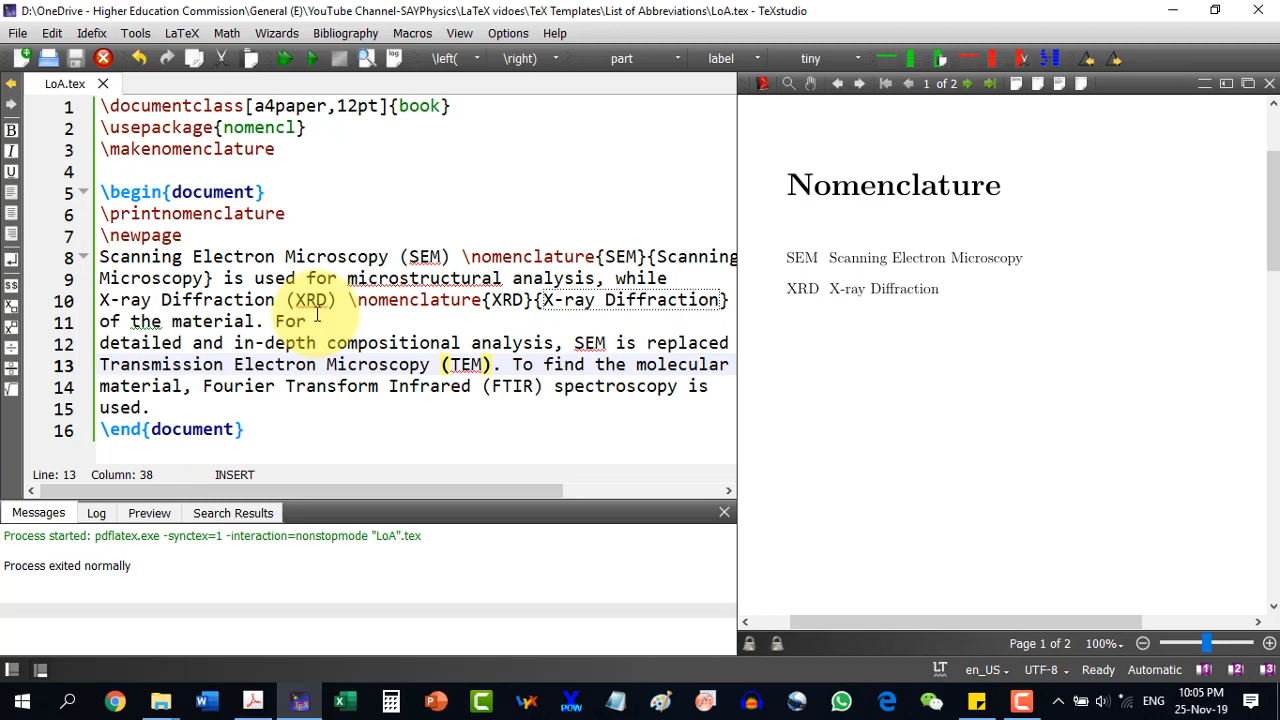 D:\OneDrive - Higher Education Commission\General (E)\YouTube Channel-SAYPhysics\LaTeX vidoes\TeX Templates\List of Abbreviations\LoA.tex - TeXstudio
File Edit Idefix Tools LaTeX Math Wizards Bibliography Macros View Options Help
\left( \right) part label tiny
LoA.tex
1 of 2
1 \documentclass[a4paper,12pt]{book}
2 \usepackage{nomencl}
3 \makenomenclature
4
5 \begin{document}
6 \printnomenclature
7 \newpage
8 Scanning Electron Microscopy (SEM) \nomenclature{SEM}{Scanning
9 Microscopy} is used for microstructural analysis, while
10 X-ray Diffraction (XRD) \nomenclature{XRD}{X-ray Diffraction}
11 of the material. For
12 detailed and in-depth compositional analysis, SEM is replaced
13 Transmission Electron Microscopy (TEM). To find the molecular
14 material, Fourier Transform Infrared (FTIR) spectroscopy is
15 used.
16 \end{document}
Line: 13 Column: 38 INSERT
Messages Log Preview Search Results
Process started: pdflatex.exe -synctex=1 -interaction=nonstopmode "LoA".tex
Process exited normally
Nomenclature
SEM Scanning Electron Microscopy
XRD X-ray Diffraction
Page 1 of 2 100%
LT en_US UTF-8 Ready Automatic 1 2 3
ENG 10:05 PM 25-Nov-19